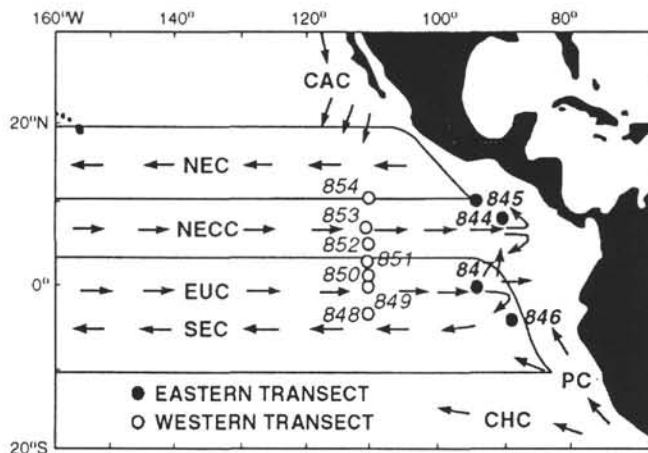 160°W 140° 120° 100° 80°
CAC
20°N
NEC
854
845
853
844
NECC
852
851
847
850
0°
EUC
849
848
846
SEC
● EASTERN TRANSECT
○ WESTERN TRANSECT
PC
CHC
20°S